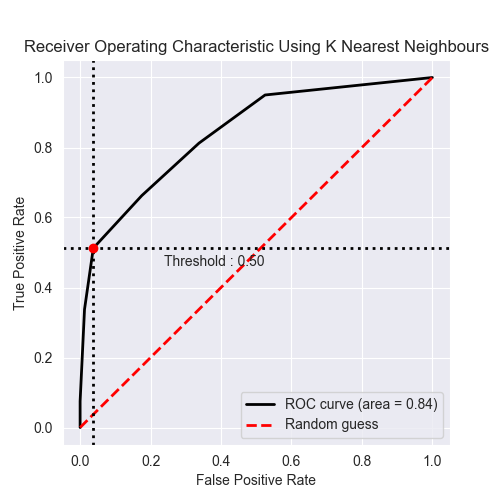 Receiver Operating Characteristic Using K Nearest Neighbours
1.0
0.8
0.6
0.4
0.2
0.0
True Positive Rate
Threshold : 0.50
ROC curve (area = 0.84)
Random guess
0.0 0.2 0.4 0.6 0.8 1.0
False Positive Rate